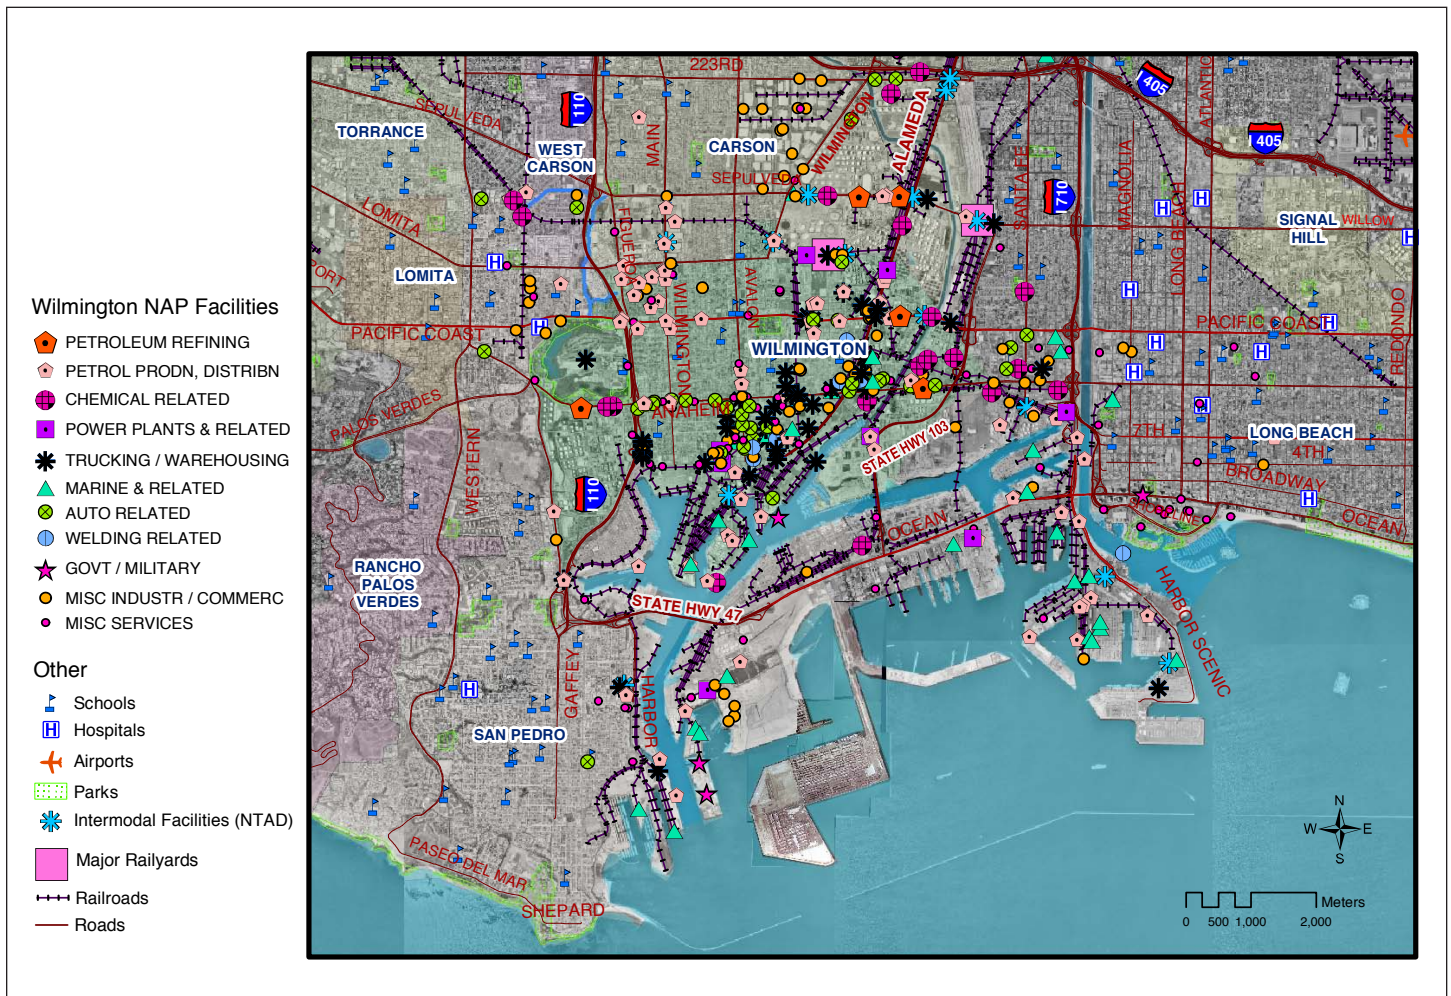 Wilmington NAP Facilities
PETROLEUM REFINING
PETROL PRODN, DISTRIBN
CHEMICAL RELATED
POWER PLANTS & RELATED
TRUCKING / WAREHOUSING
MARINE & RELATED
AUTO RELATED
WELDING RELATED
GOVT / MILITARY
MISC INDUSTR / COMMERC
MISC SERVICES
Other
Schools
H Hospitals
Airports
Parks
Intermodal Facilities (NTAD)
Major Railyards
Railroads
Roads
223RD
SEPULVEDA
TORRANCE
110
WEST
CARSON
MAIN
CARSON
WILMINGTON
ALAMEDA
405
ATLANTIC
405
SEPULVED
LOMITA
FIGUEROA
SANTA FE
710
MAGNOLIA
LONG BEACH
SIGNAL
HILL
WILLOW
LOMITA
WILMINGTON
AVALON
REDONDO
PACIFIC COAST
PACIFIC COAST
WILMINGTON
PALOS VERDES
ANAHEIM
WESTERN
STATE HWY 103
7TH
LONG BEACH
4TH
BROADWAY
110
OCEAN
OCEAN
RANCHO
PALOS
VERDES
STATE HWY 47
HARBOR SCENIC
GAFFEY
HARBOR
SAN PEDRO
PASEO DEL MAR
SHEPARD
N
W E
S
Meters
0 500 1,000 2,000